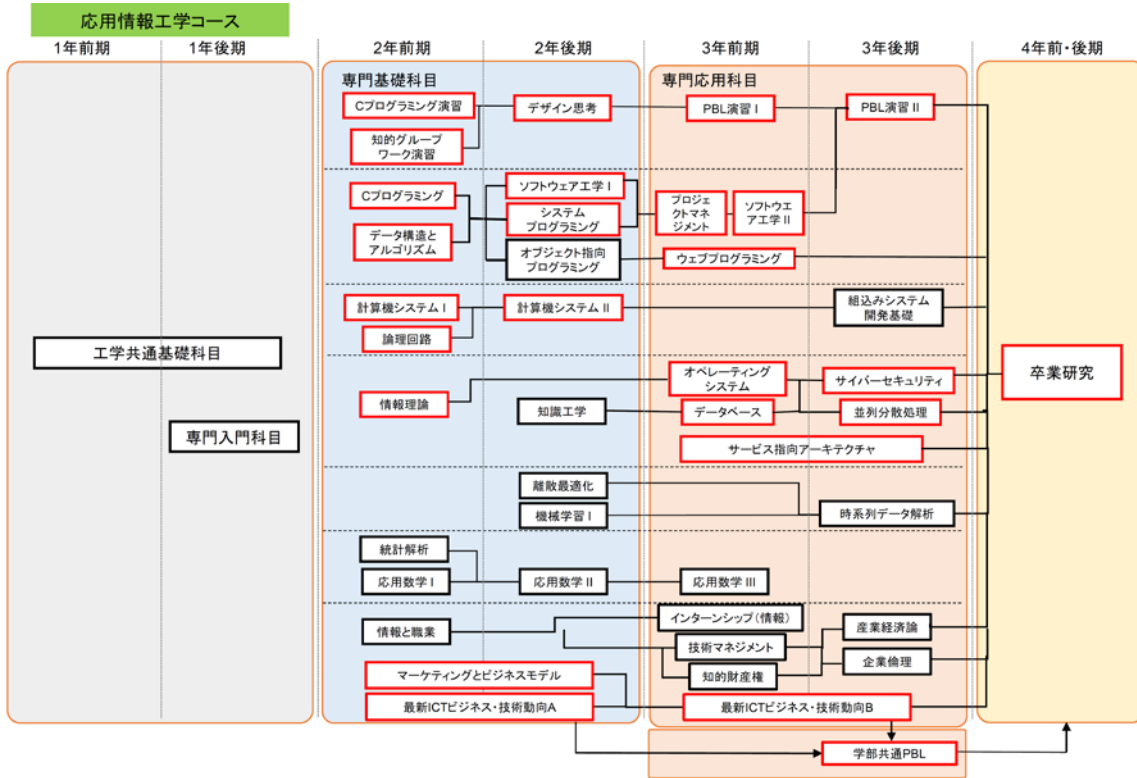 応用情報工学コース
1年前期
1年後期
2年前期
2年後期
3年前期
3年後期
4年前・後期
専門基礎科目
専門応用科目
Cプログラミング演習
デザイン思考
PBL演習 I
PBL演習 II
知的グループ
ワーク演習
Cプログラミング
ソフトウェア工学 I
データ構造と
アルゴリズム
システム
プログラミング
プロジェ
クトマネ
ジメント
ソフトウエ
ア工学 II
オブジェクト指向
プログラミング
ウェブプログラミング
計算機システム I
計算機システム II
組込みシステム
開発基礎
論理回路
工学共通基礎科目
専門入門科目
情報理論
知識工学
オペレーティング
システム
サイバーセキュリティ
データベース
並列分散処理
サービス指向アーキテクチャ
卒業研究
離散最適化
機械学習 I
時系列データ解析
統計解析
応用数学 I
応用数学 II
応用数学 III
情報と職業
インターンシップ(情報)
技術マネジメント
知的財産権
産業経済論
企業倫理
マーケティングとビジネスモデル
最新ICTビジネス・技術動向A
最新ICTビジネス・技術動向B
学部共通PBL